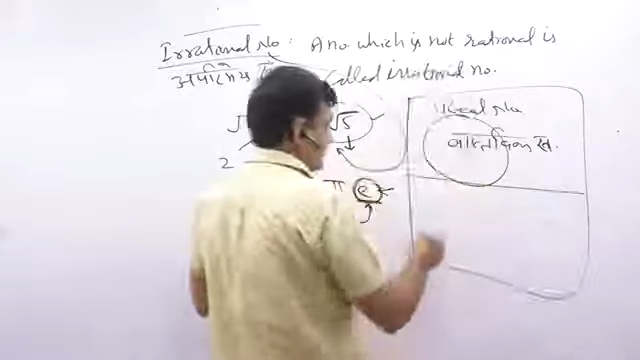 Irrational No : A no. which is not rational is
अपरिमेय
called irrational no.
√5
Real No
2
वास्तविक सं.
π e